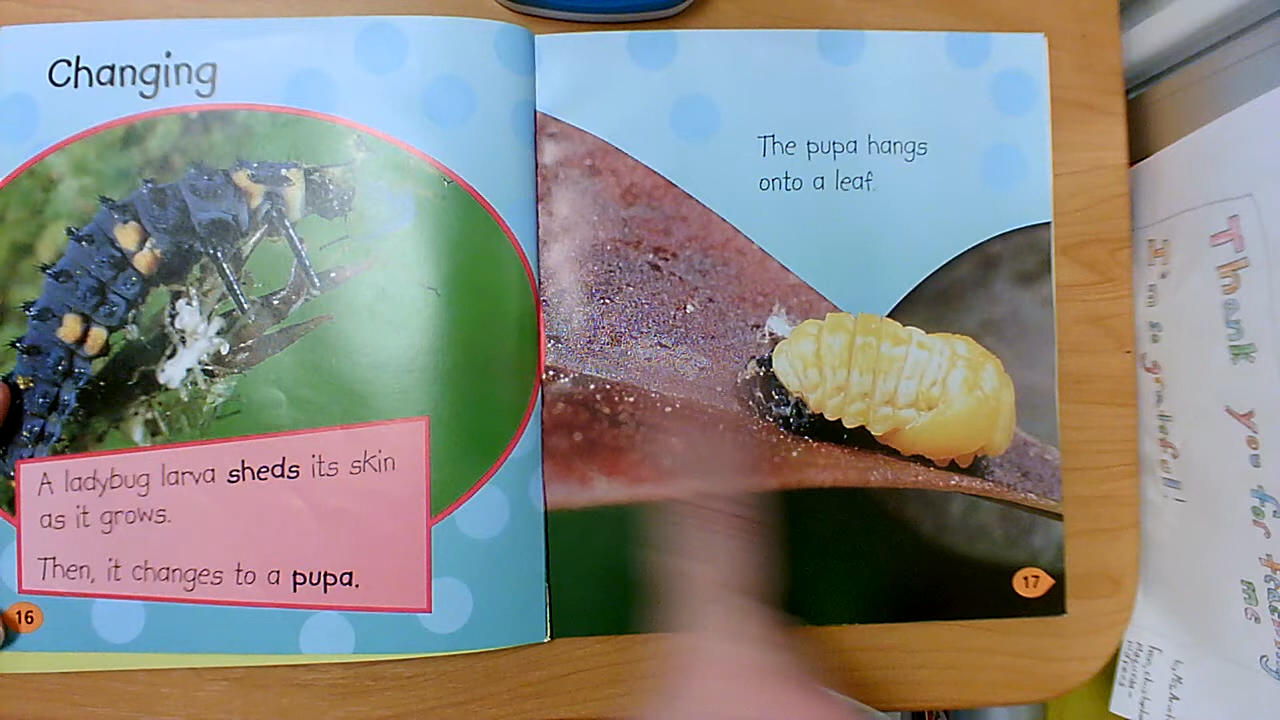 Changing
A ladybug larva sheds its skin
as it grows.
Then, it changes to a pupa.
16
The pupa hangs
onto a leaf.
17
Thank you for teaching
me
I'm so grateful!